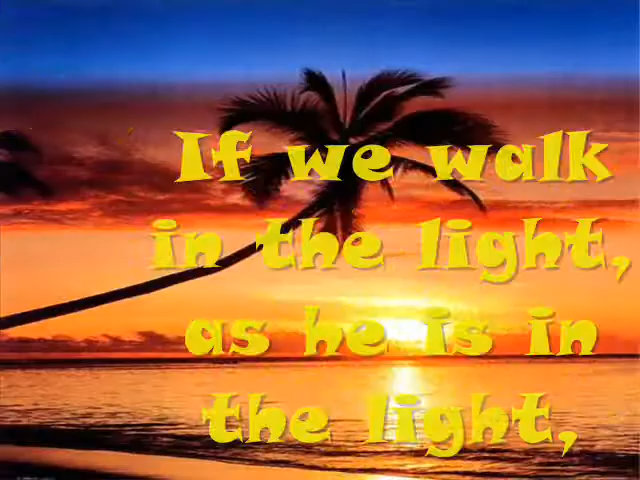 If we walk
in the light,
as he is in
the light,